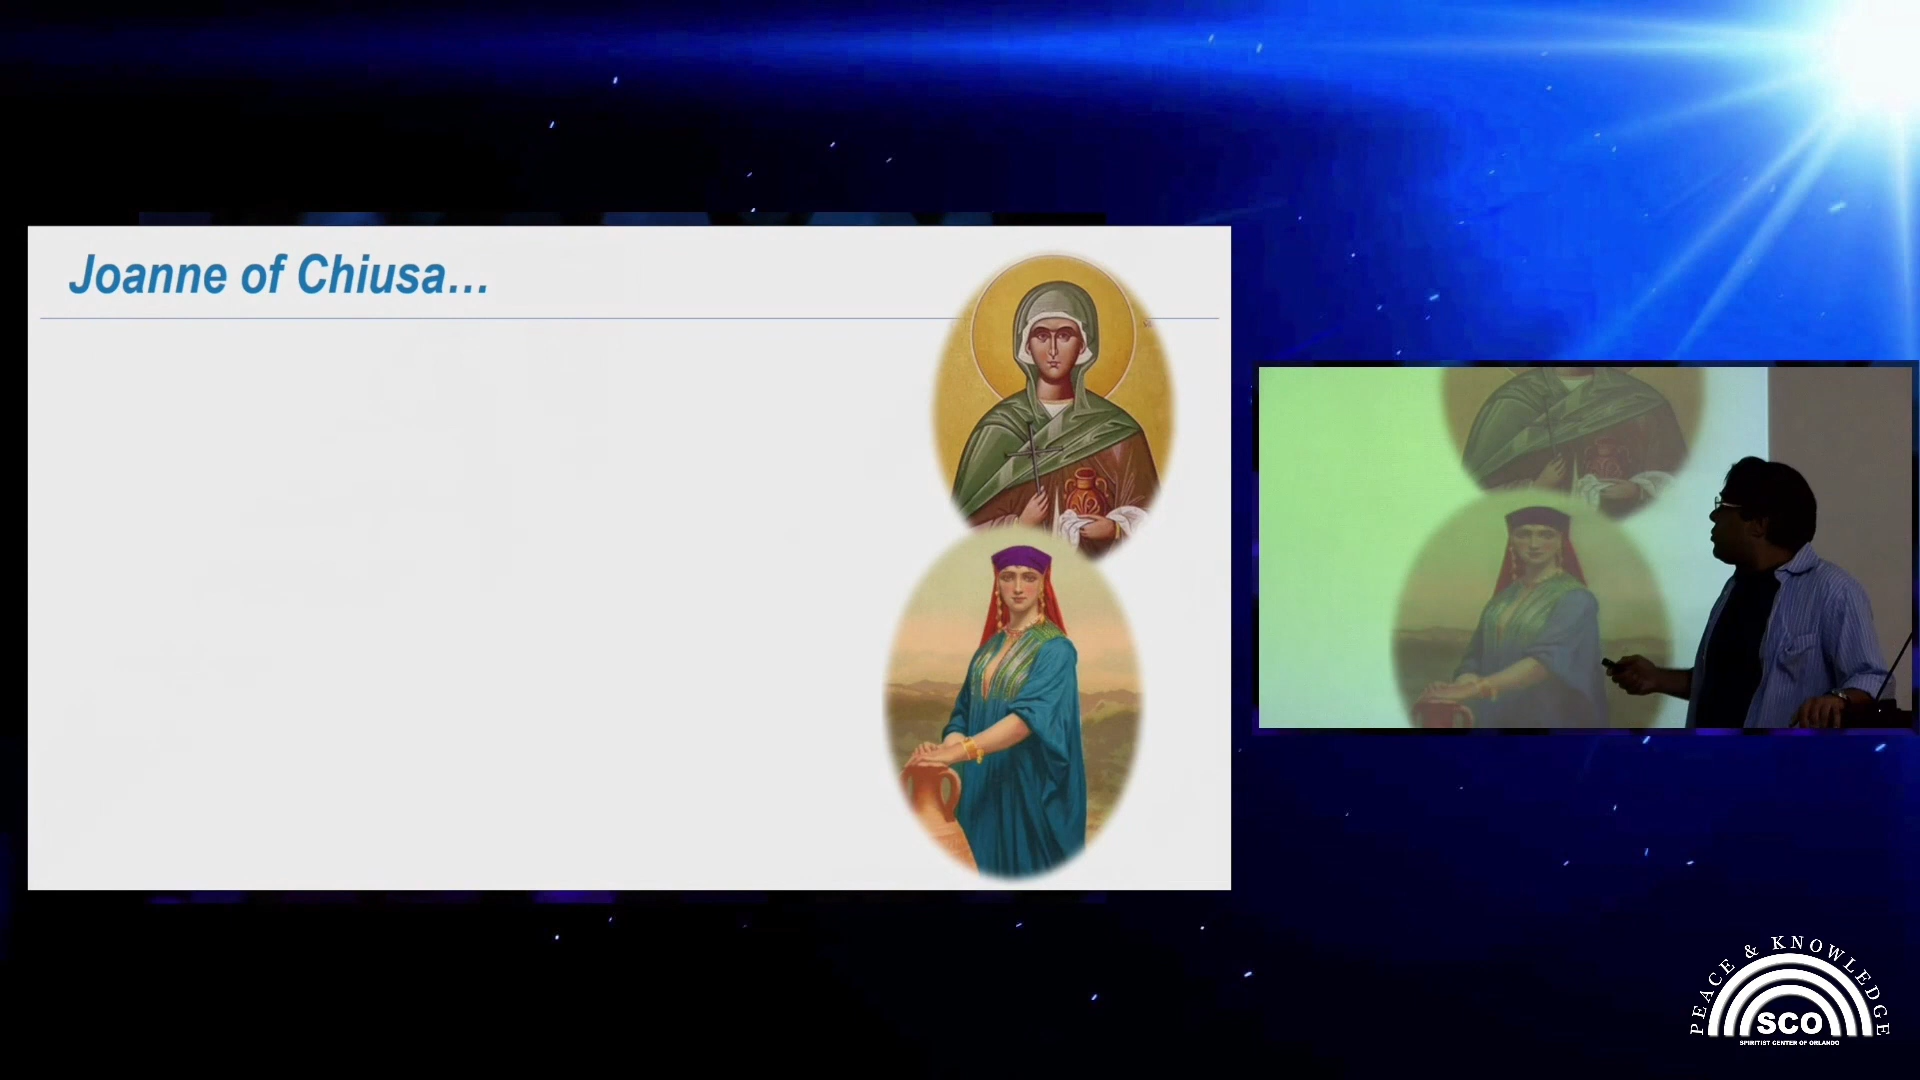 Joanne of Chiusa...
PEACE & KNOWLEDGE
SCO
SPIRITIST CENTER OF ORLANDO